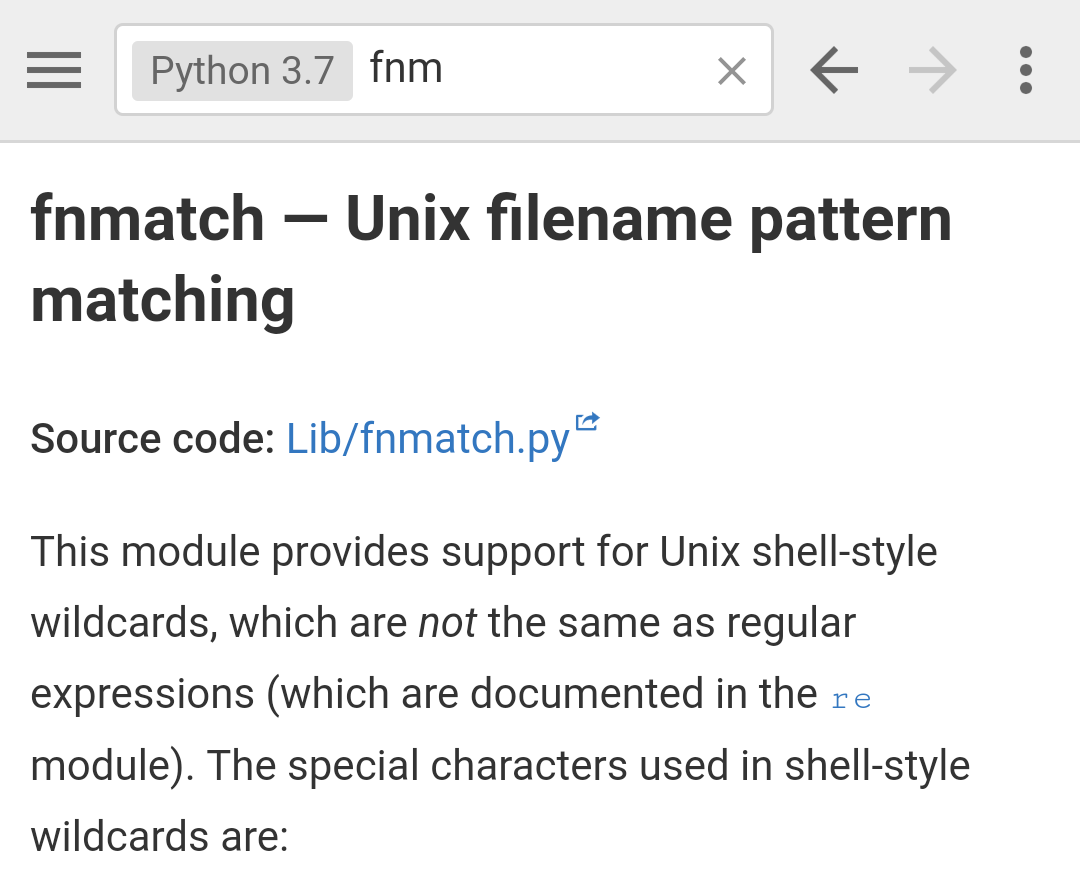 Python 3.7 fnm
fnmatch — Unix filename pattern
matching
Source code: Lib/fnmatch.py
This module provides support for Unix shell-style
wildcards, which are not the same as regular
expressions (which are documented in the re
module). The special characters used in shell-style
wildcards are: